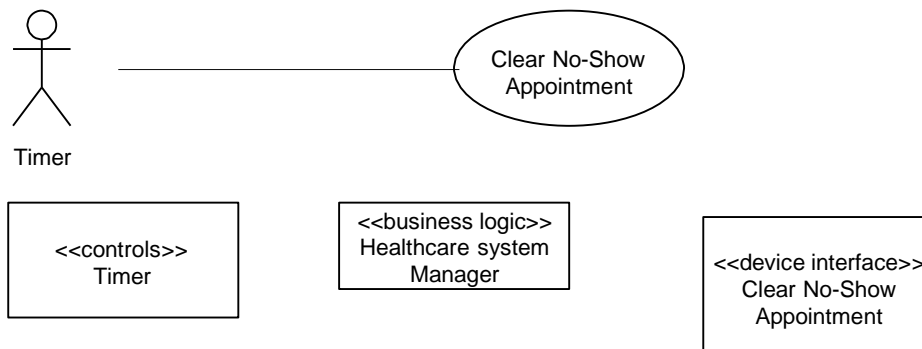 Clear No-Show
Appointment
Timer
<<controls>>
Timer
<<business logic>>
Healthcare system
Manager
<<device interface>>
Clear No-Show
Appointment